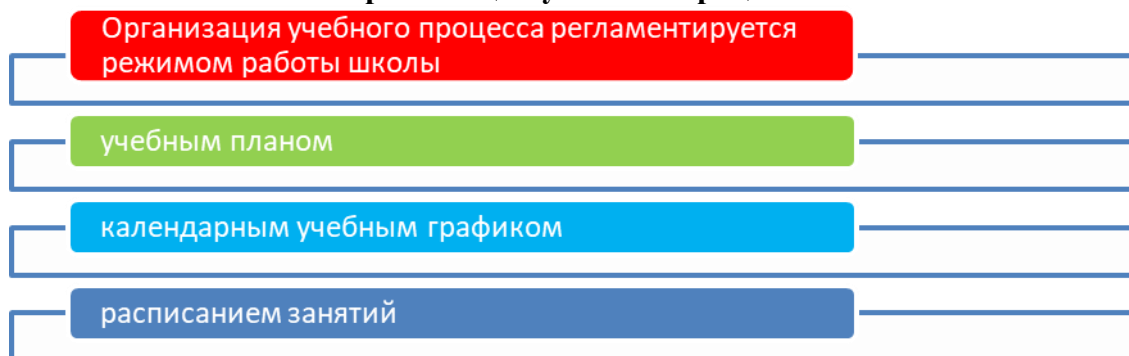 Организация учебного процесса регламентируется
режимом работы школы
учебным планом
календарным учебным графиком
расписанием занятий